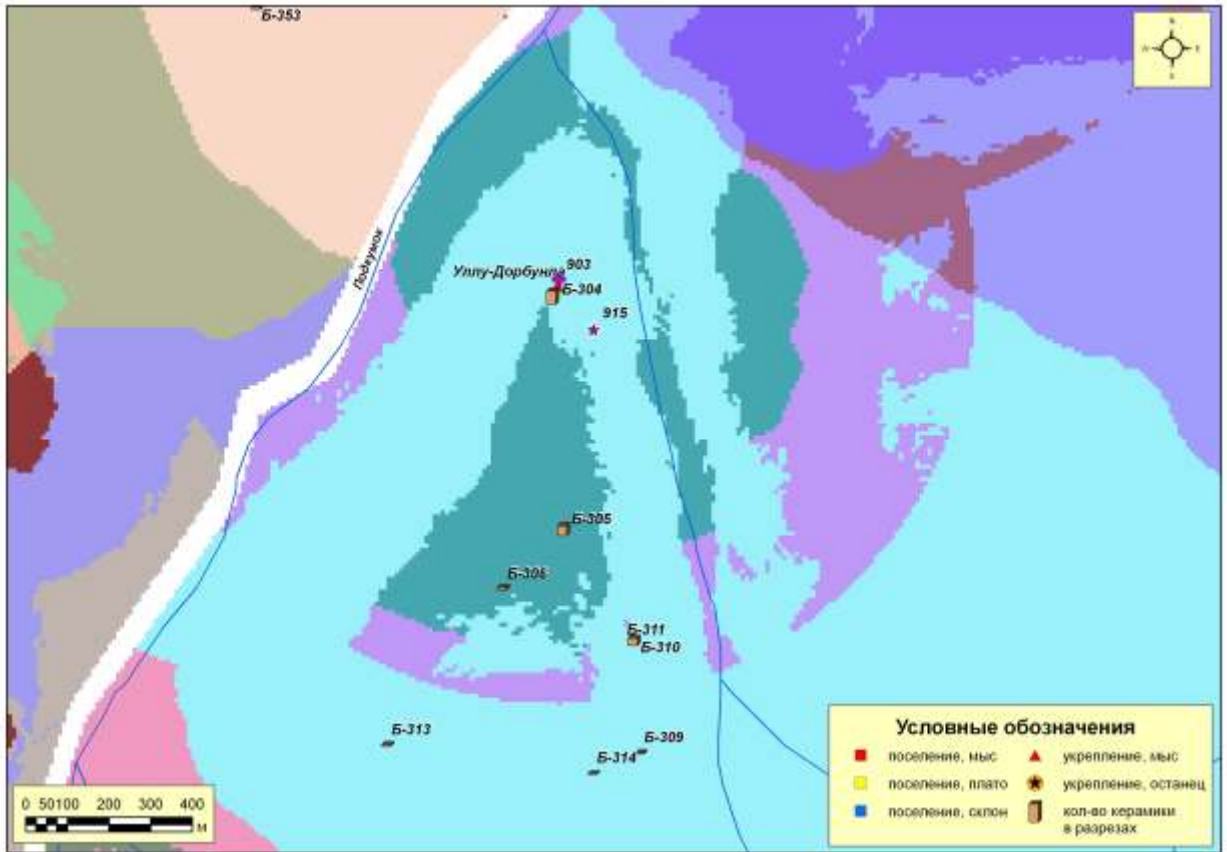 Б-353
N
W E
S
Подкумок
Уллу-Дорбунла
903
Б-304
915
Б-305
Б-306
Б-311
Б-310
Б-313
Б-309
Б-314
0 50100 200 300 400
м
Условные обозначения
поселение, мыс
укрепление, мыс
поселение, плато
укрепление, останец
поселение, склон
кол-во керамики
в разрезах